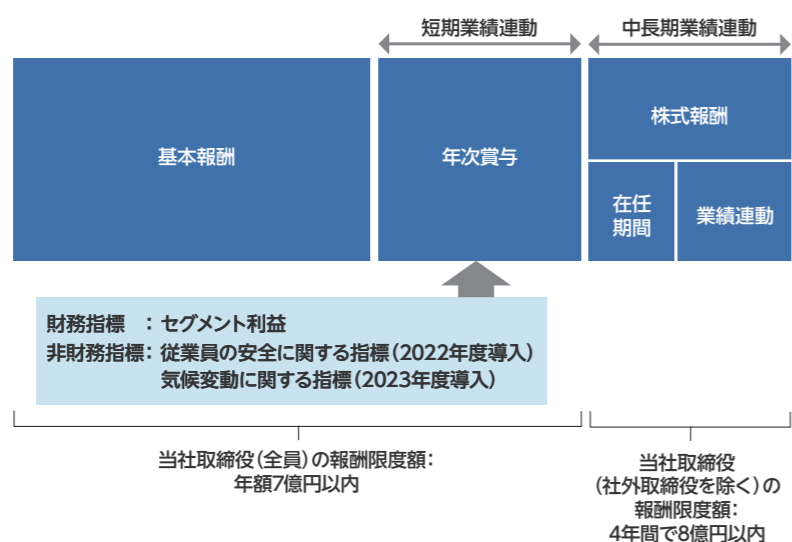 短期業績連動
中長期業績連動
基本報酬
年次賞与
株式報酬
在任
期間
業績連動
財務指標　：セグメント利益
非財務指標：従業員の安全に関する指標（2022年度導入）
気候変動に関する指標（2023年度導入）
当社取締役（全員）の報酬限度額：
年額7億円以内
当社取締役
（社外取締役を除く）の
報酬限度額：
4年間で8億円以内